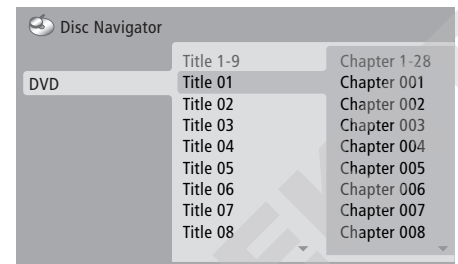 Disc Navigator
DVD
Title 1-9
Title 01
Title 02
Title 03
Title 04
Title 05
Title 06
Title 07
Title 08
Chapter 1-28
Chapter 001
Chapter 002
Chapter 003
Chapter 004
Chapter 005
Chapter 006
Chapter 007
Chapter 008